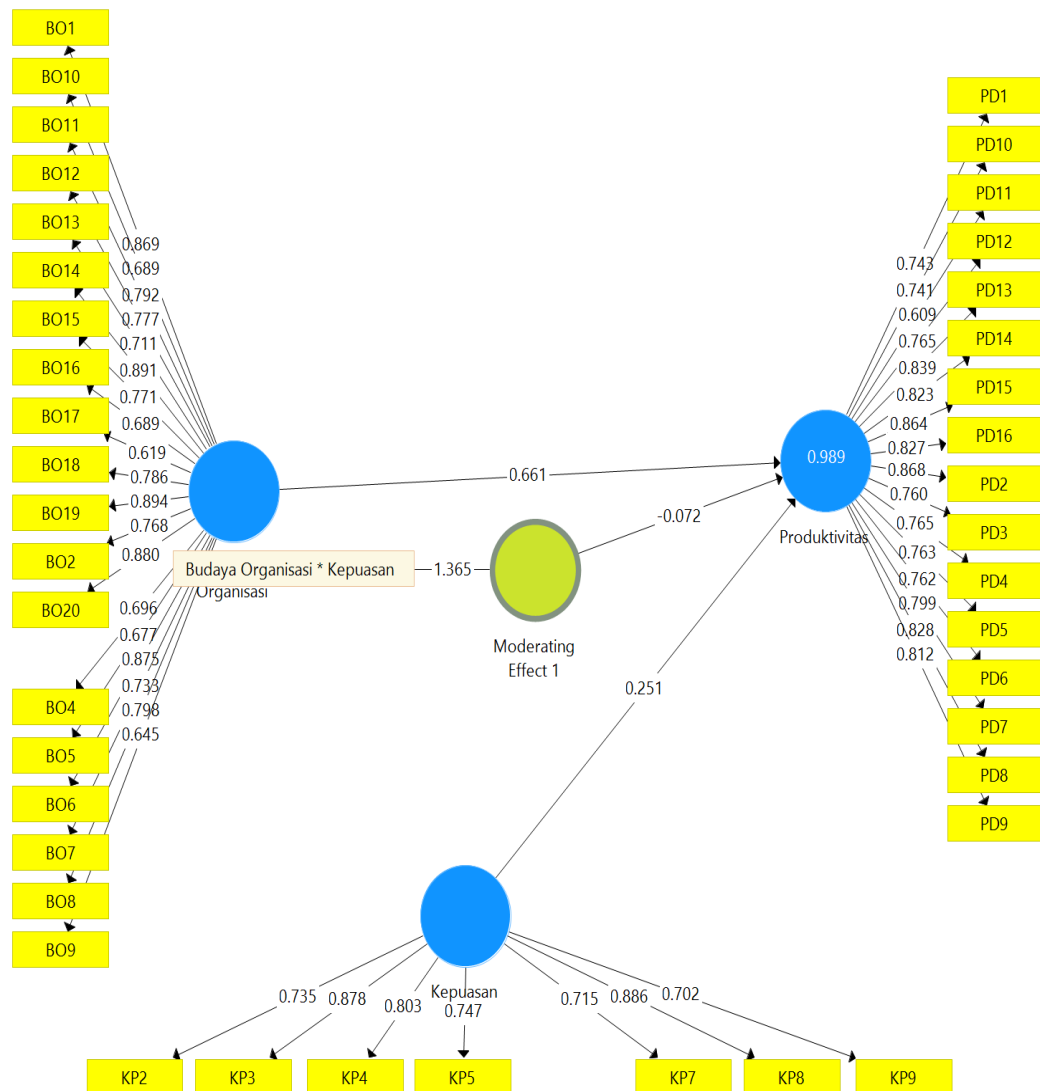 BO1
BO10
BO11
BO12
BO13
BO14
BO15
BO16
BO17
BO18
BO19
BO2
BO20
BO4
BO5
BO6
BO7
BO8
BO9
0.869
0.689
0.792
0.777
0.711
0.891
0.771
0.689
0.619
0.786
0.894
0.768
0.880
0.696
0.677
0.875
0.733
0.798
0.645
Budaya Organisasi * Kepuasan
Organisasi
1.365
Moderating
Effect 1
0.661
-0.072
0.251
0.989
Produktivitas
0.743
0.741
0.609
0.765
0.839
0.823
0.864
0.827
0.868
0.760
0.765
0.763
0.762
0.799
0.828
0.812
PD1
PD10
PD11
PD12
PD13
PD14
PD15
PD16
PD2
PD3
PD4
PD5
PD6
PD7
PD8
PD9
Kepuasan
0.735
0.878
0.803
0.747
0.715
0.886
0.702
KP2
KP3
KP4
KP5
KP7
KP8
KP9